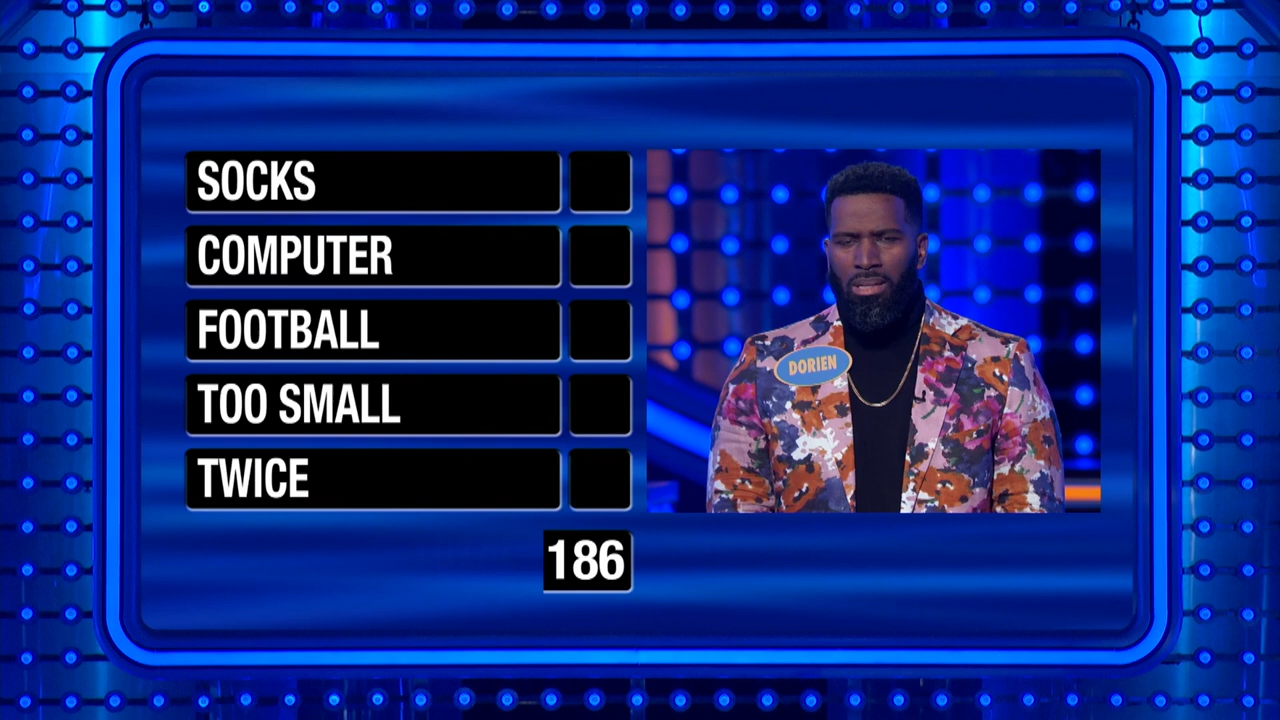 SOCKS
COMPUTER
FOOTBALL
TOO SMALL
TWICE
186
DORIEN